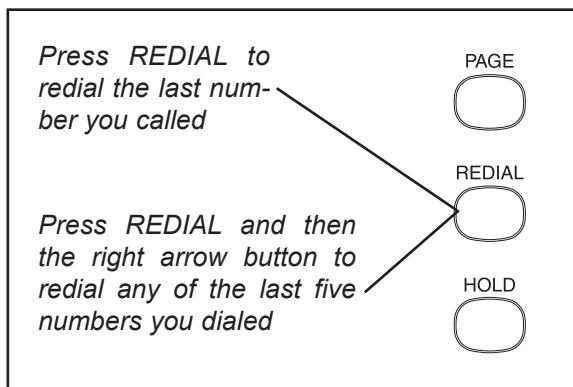 Press REDIAL to
redial the last num-
ber you called
Press REDIAL and then
the right arrow button to
redial any of the last five
numbers you dialed
PAGE
REDIAL
HOLD